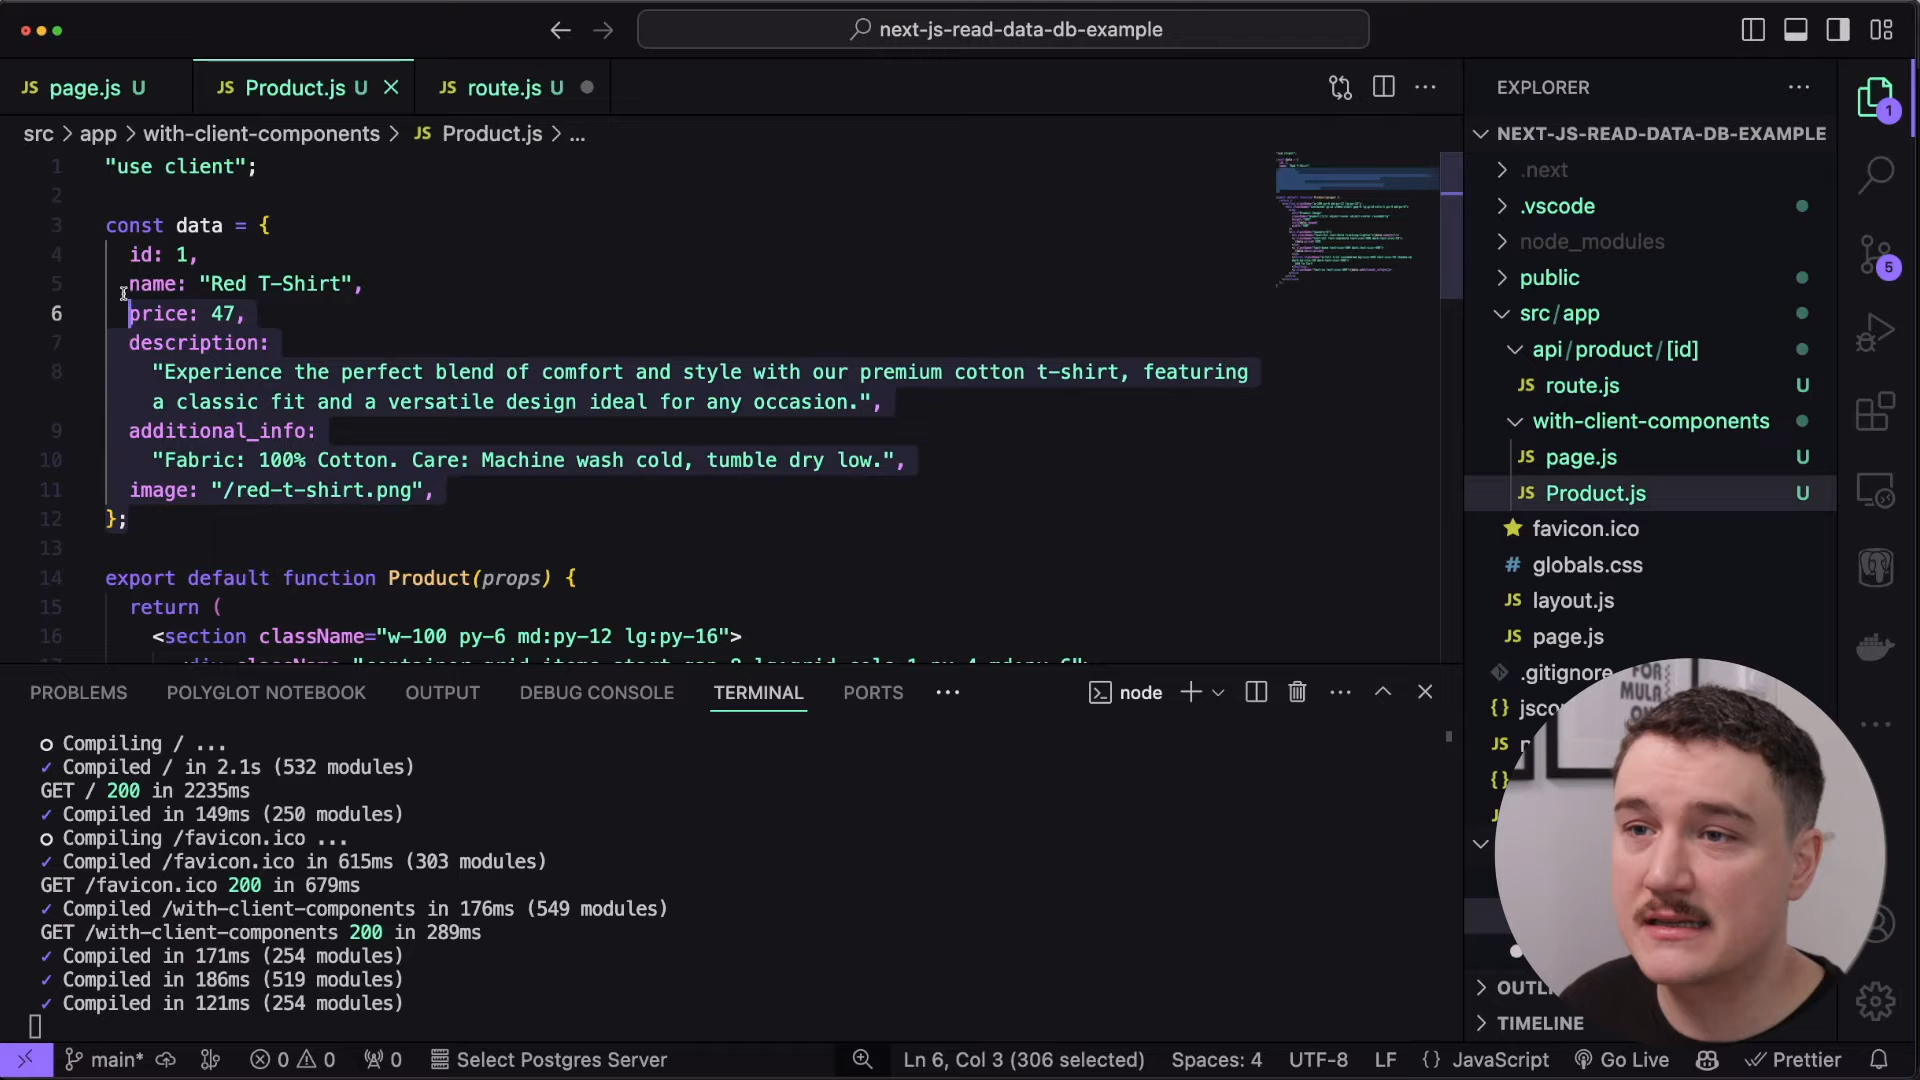 next-js-read-data-db-example
JS page.js U
JS Product.js U
JS route.js U
EXPLORER
src > app > with-client-components > JS Product.js > ...
NEXT-JS-READ-DATA-DB-EXAMPLE
1 "use client";
2
3 const data = {
4 id: 1,
5 name: "Red T-Shirt",
6 price: 47,
7 description:
8 "Experience the perfect blend of comfort and style with our premium cotton t-shirt, featuring
a classic fit and a versatile design ideal for any occasion.",
9 additional_info:
10 "Fabric: 100% Cotton. Care: Machine wash cold, tumble dry low.",
11 image: "/red-t-shirt.png",
12 };
13
14 export default function Product(props) {
15 return (
16 <section className="w-100 py-6 md:py-12 lg:py-16">
.next
.vscode
node_modules
public
src/app
api/product/[id]
JS route.js U
with-client-components
JS page.js U
JS Product.js U
favicon.ico
# globals.css
JS layout.js
JS page.js
.gitignore
{}
JS
{}
1
5
FOR
MULA
PROBLEMS
POLYGLOT NOTEBOOK
OUTPUT
DEBUG CONSOLE
TERMINAL
PORTS
node
Compiling / ...
✓ Compiled / in 2.1s (532 modules)
GET / 200 in 2235ms
✓ Compiled in 149ms (250 modules)
Compiling /favicon.ico ...
✓ Compiled /favicon.ico in 615ms (303 modules)
GET /favicon.ico 200 in 679ms
✓ Compiled /with-client-components in 176ms (549 modules)
GET /with-client-components 200 in 289ms
✓ Compiled in 171ms (254 modules)
✓ Compiled in 186ms (519 modules)
✓ Compiled in 121ms (254 modules)
TIMELINE
main*
0
0
0
Select Postgres Server
Ln 6, Col 3 (306 selected)
Spaces: 4
UTF-8
LF
{} JavaScript
Go Live
Prettier